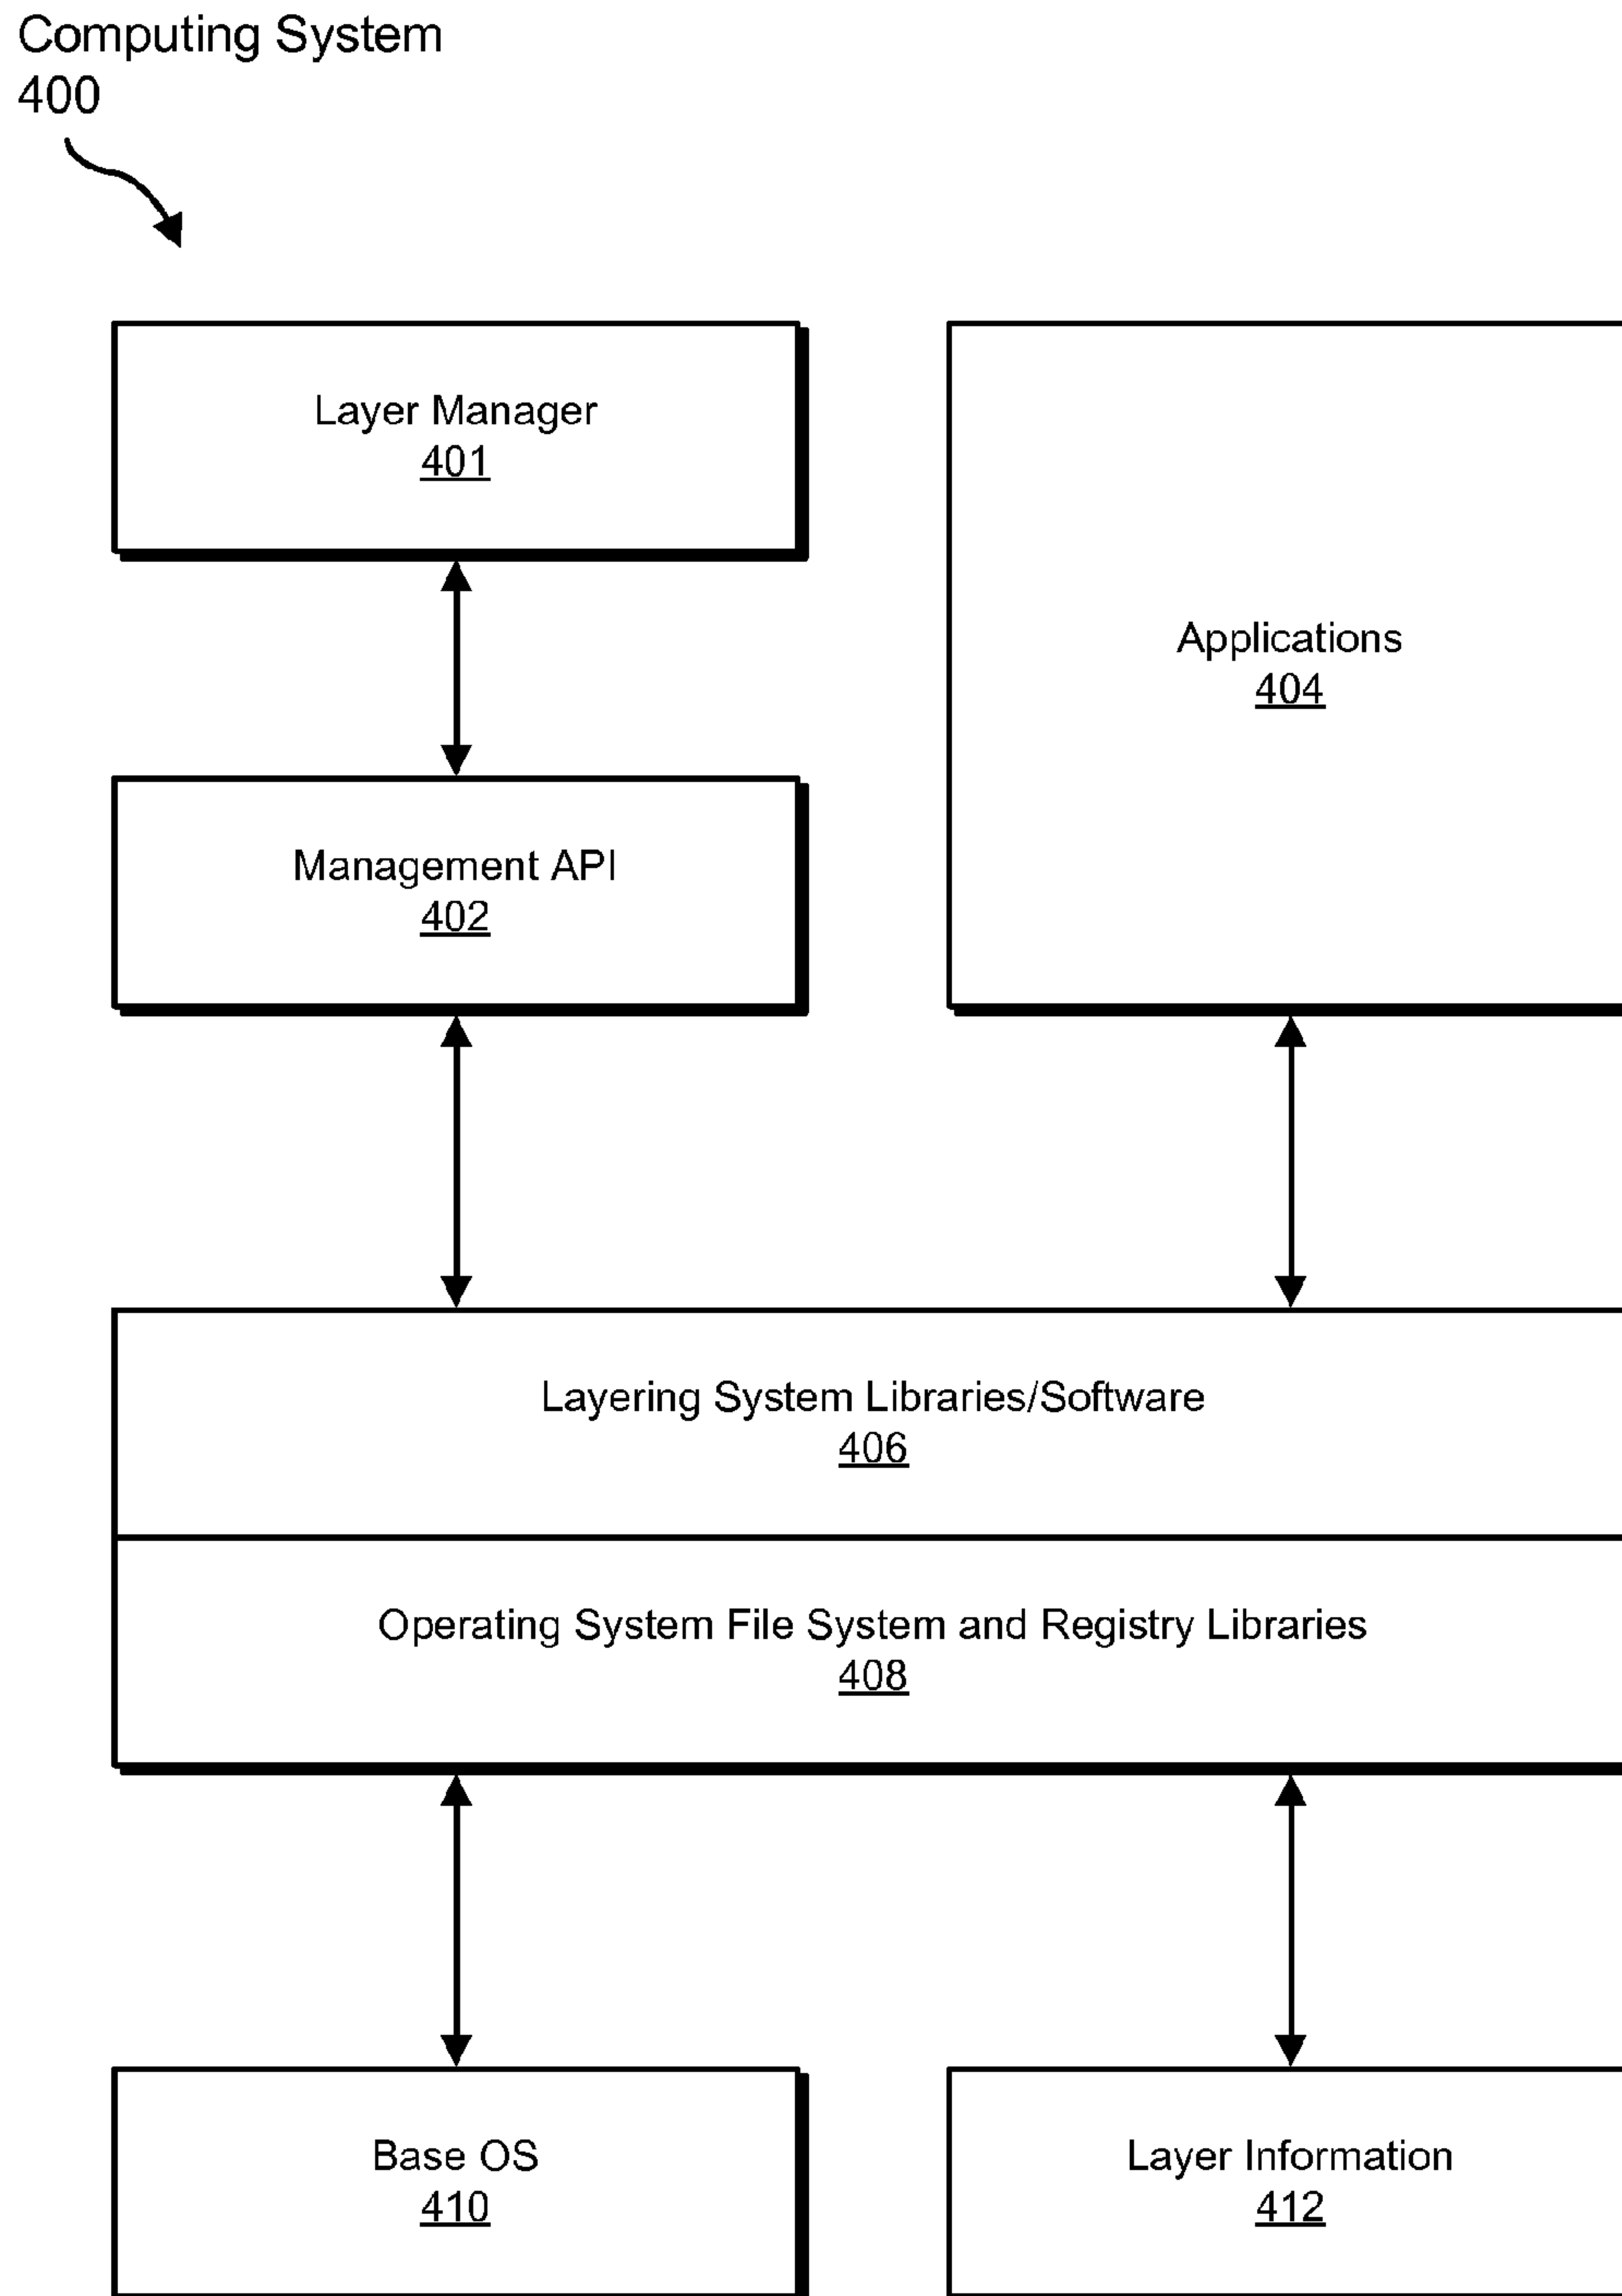 Computing System
400
Layer Manager
401
Applications
404
Management API
402
Layering System Libraries/Software
406
Operating System File System and Registry Libraries
408
Base OS
410
Layer Information
412